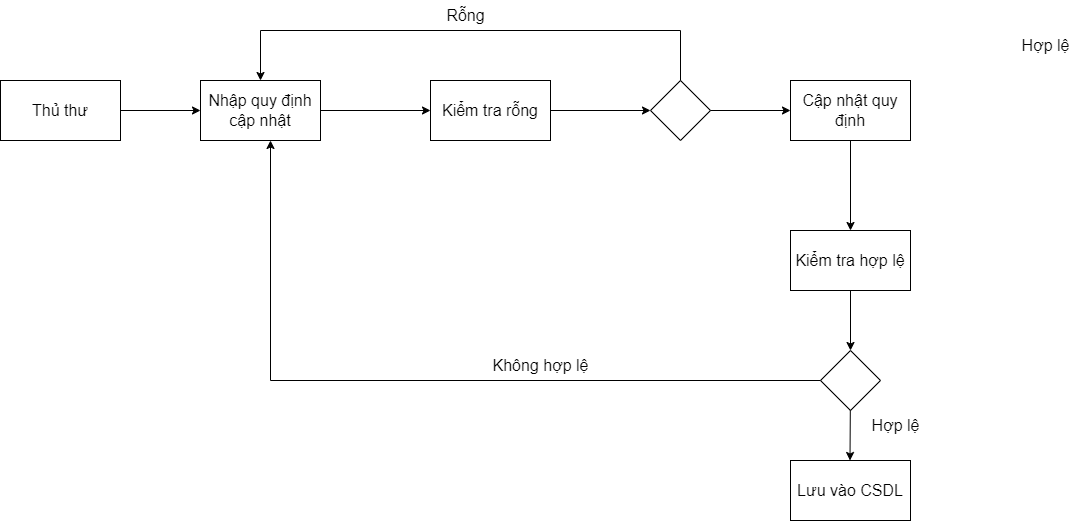 Rỗng
Hợp lệ
Thủ thư
Nhập quy định
cập nhật
Kiểm tra rỗng
Cập nhật quy
định
Kiểm tra hợp lệ
Không hợp lệ
Hợp lệ
Lưu vào CSDL